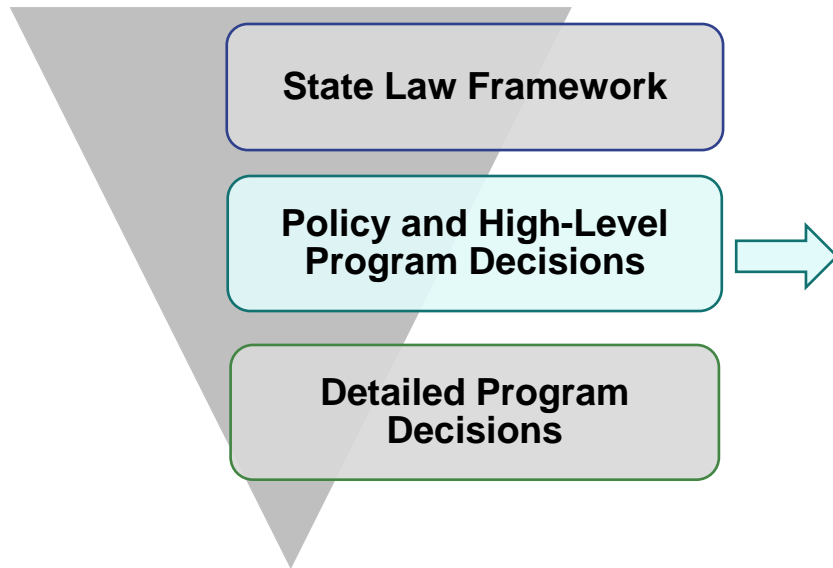 State Law Framework
Policy and High-Level
Program Decisions
Detailed Program
Decisions